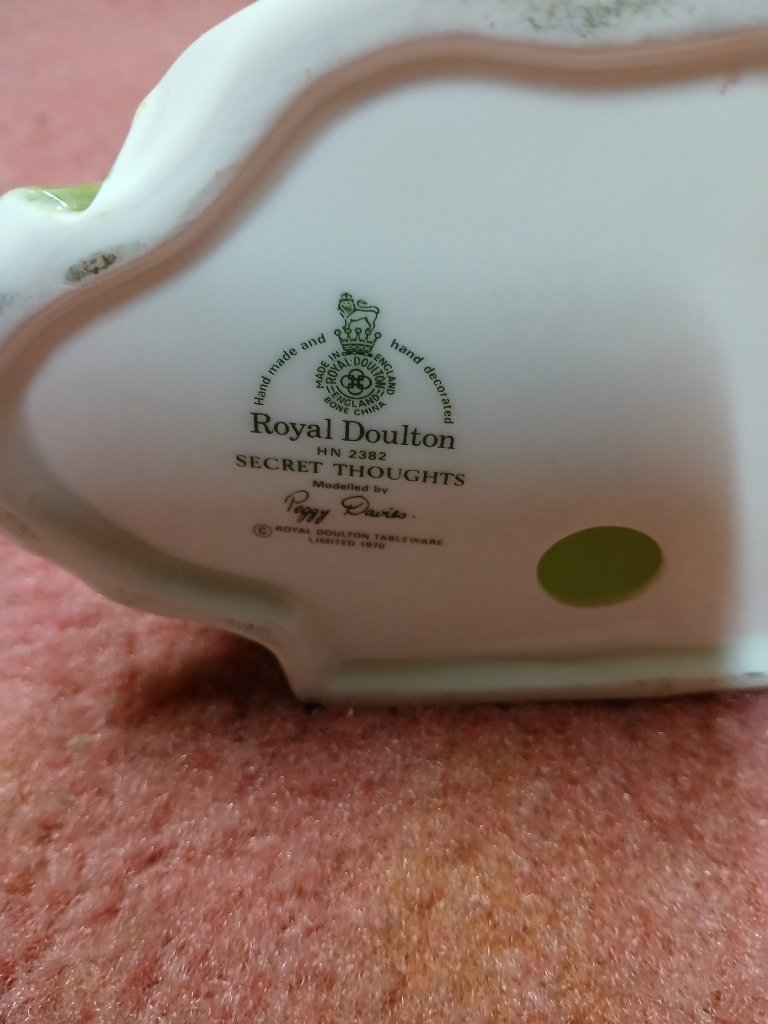 Hand made and hand decorated
MADE IN ENGLAND
ROYAL DOULTON
ENGLAND
BONE CHINA
Royal Doulton
HN 2382
SECRET THOUGHTS
Modelled by
Peggy Davies.
© ROYAL DOULTON TABLEWARE
LIMITED 1970